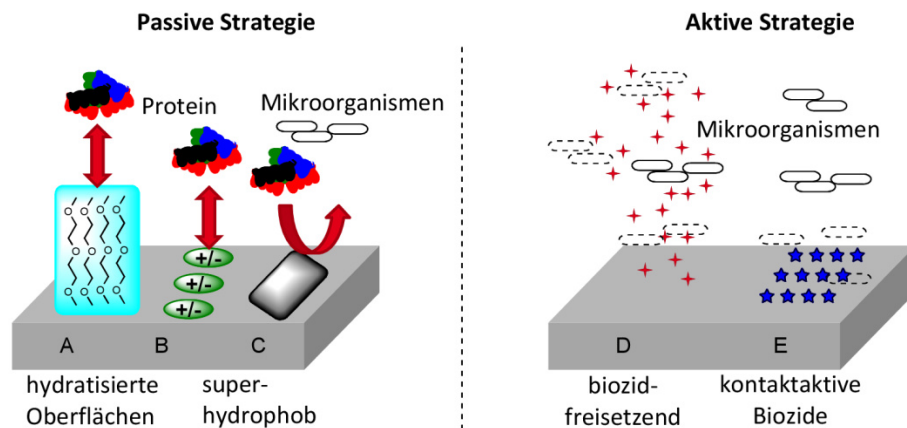 Passive Strategie
Aktive Strategie
Protein
Mikroorganismen
Mikroorganismen
+/-
+/-
+/-
A
B
C
D
E
hydratisierte
Oberflächen
super-
hydrophob
biozid-
freisetzend
kontaktaktive
Biozide